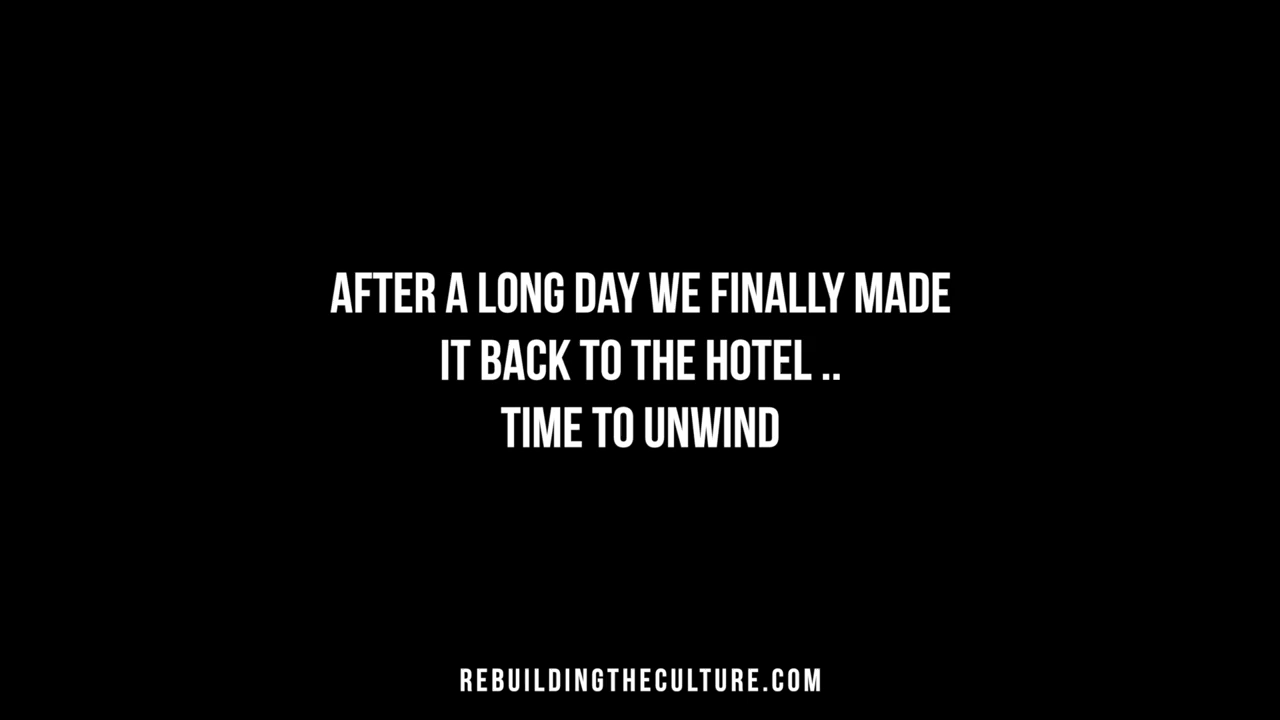 AFTER A LONG DAY WE FINALLY MADE
IT BACK TO THE HOTEL ..
TIME TO UNWIND
REBUILDINGTHECULTURE.COM